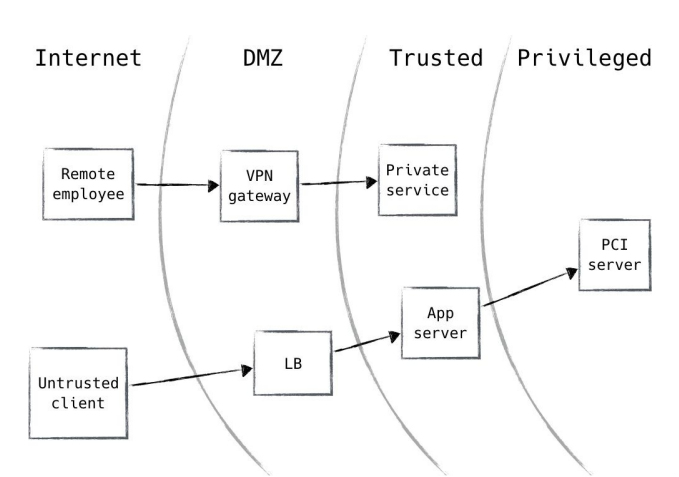 Internet
DMZ
Trusted
Privileged
Remote
employee
VPN
gateway
Private
service
PCI
server
App
server
LB
Untrusted
client